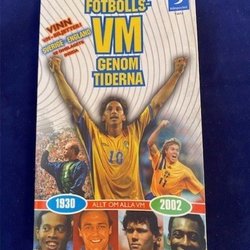 FOTBOLLS-
VM
GENOM
TIDERNA
VINN
SVERIGE - ENGLAND
10
1930
ALLT OM ALLA VM
2002